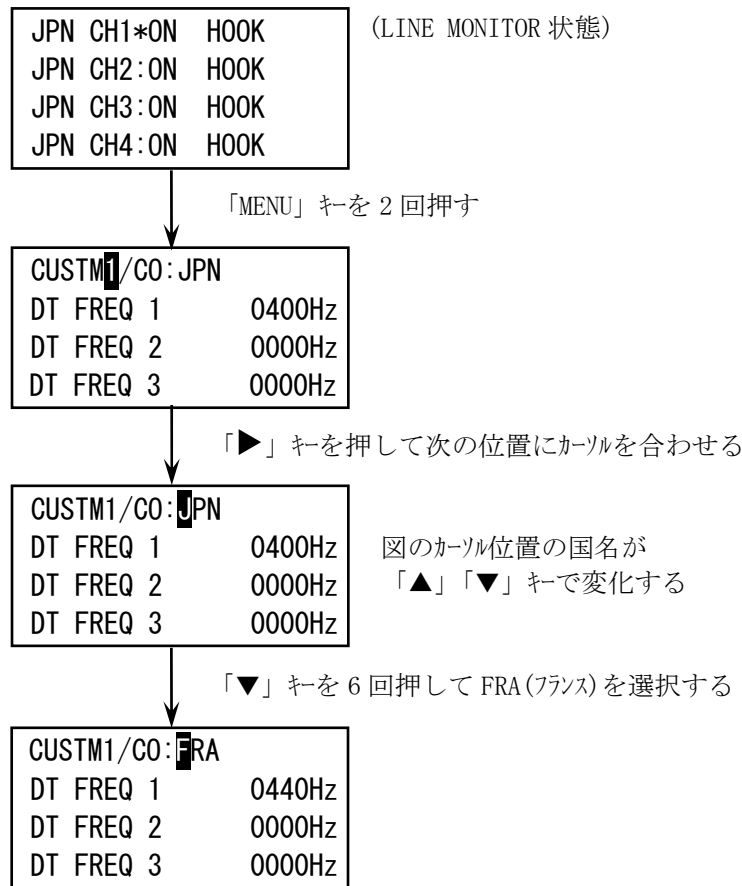 JPN CH1*ON HOOK (LINE MONITOR 状態)
JPN CH2:ON HOOK
JPN CH3:ON HOOK
JPN CH4:ON HOOK
「MENU」ｷｰを 2 回押す
CUSTM1/CO:JPN
DT FREQ 1 0400Hz
DT FREQ 2 0000Hz
DT FREQ 3 0000Hz
「▶」ｷｰを押して次の位置にｶｰｿﾙを合わせる
CUSTM1/CO:JPN
DT FREQ 1 0400Hz 図のｶｰｿﾙ位置の国名が
DT FREQ 2 0000Hz 「▲」「▼」ｷｰで変化する
DT FREQ 3 0000Hz
「▼」ｷｰを 6 回押して FRA(ﾌﾗﾝｽ)を選択する
CUSTM1/CO:FRA
DT FREQ 1 0440Hz
DT FREQ 2 0000Hz
DT FREQ 3 0000Hz